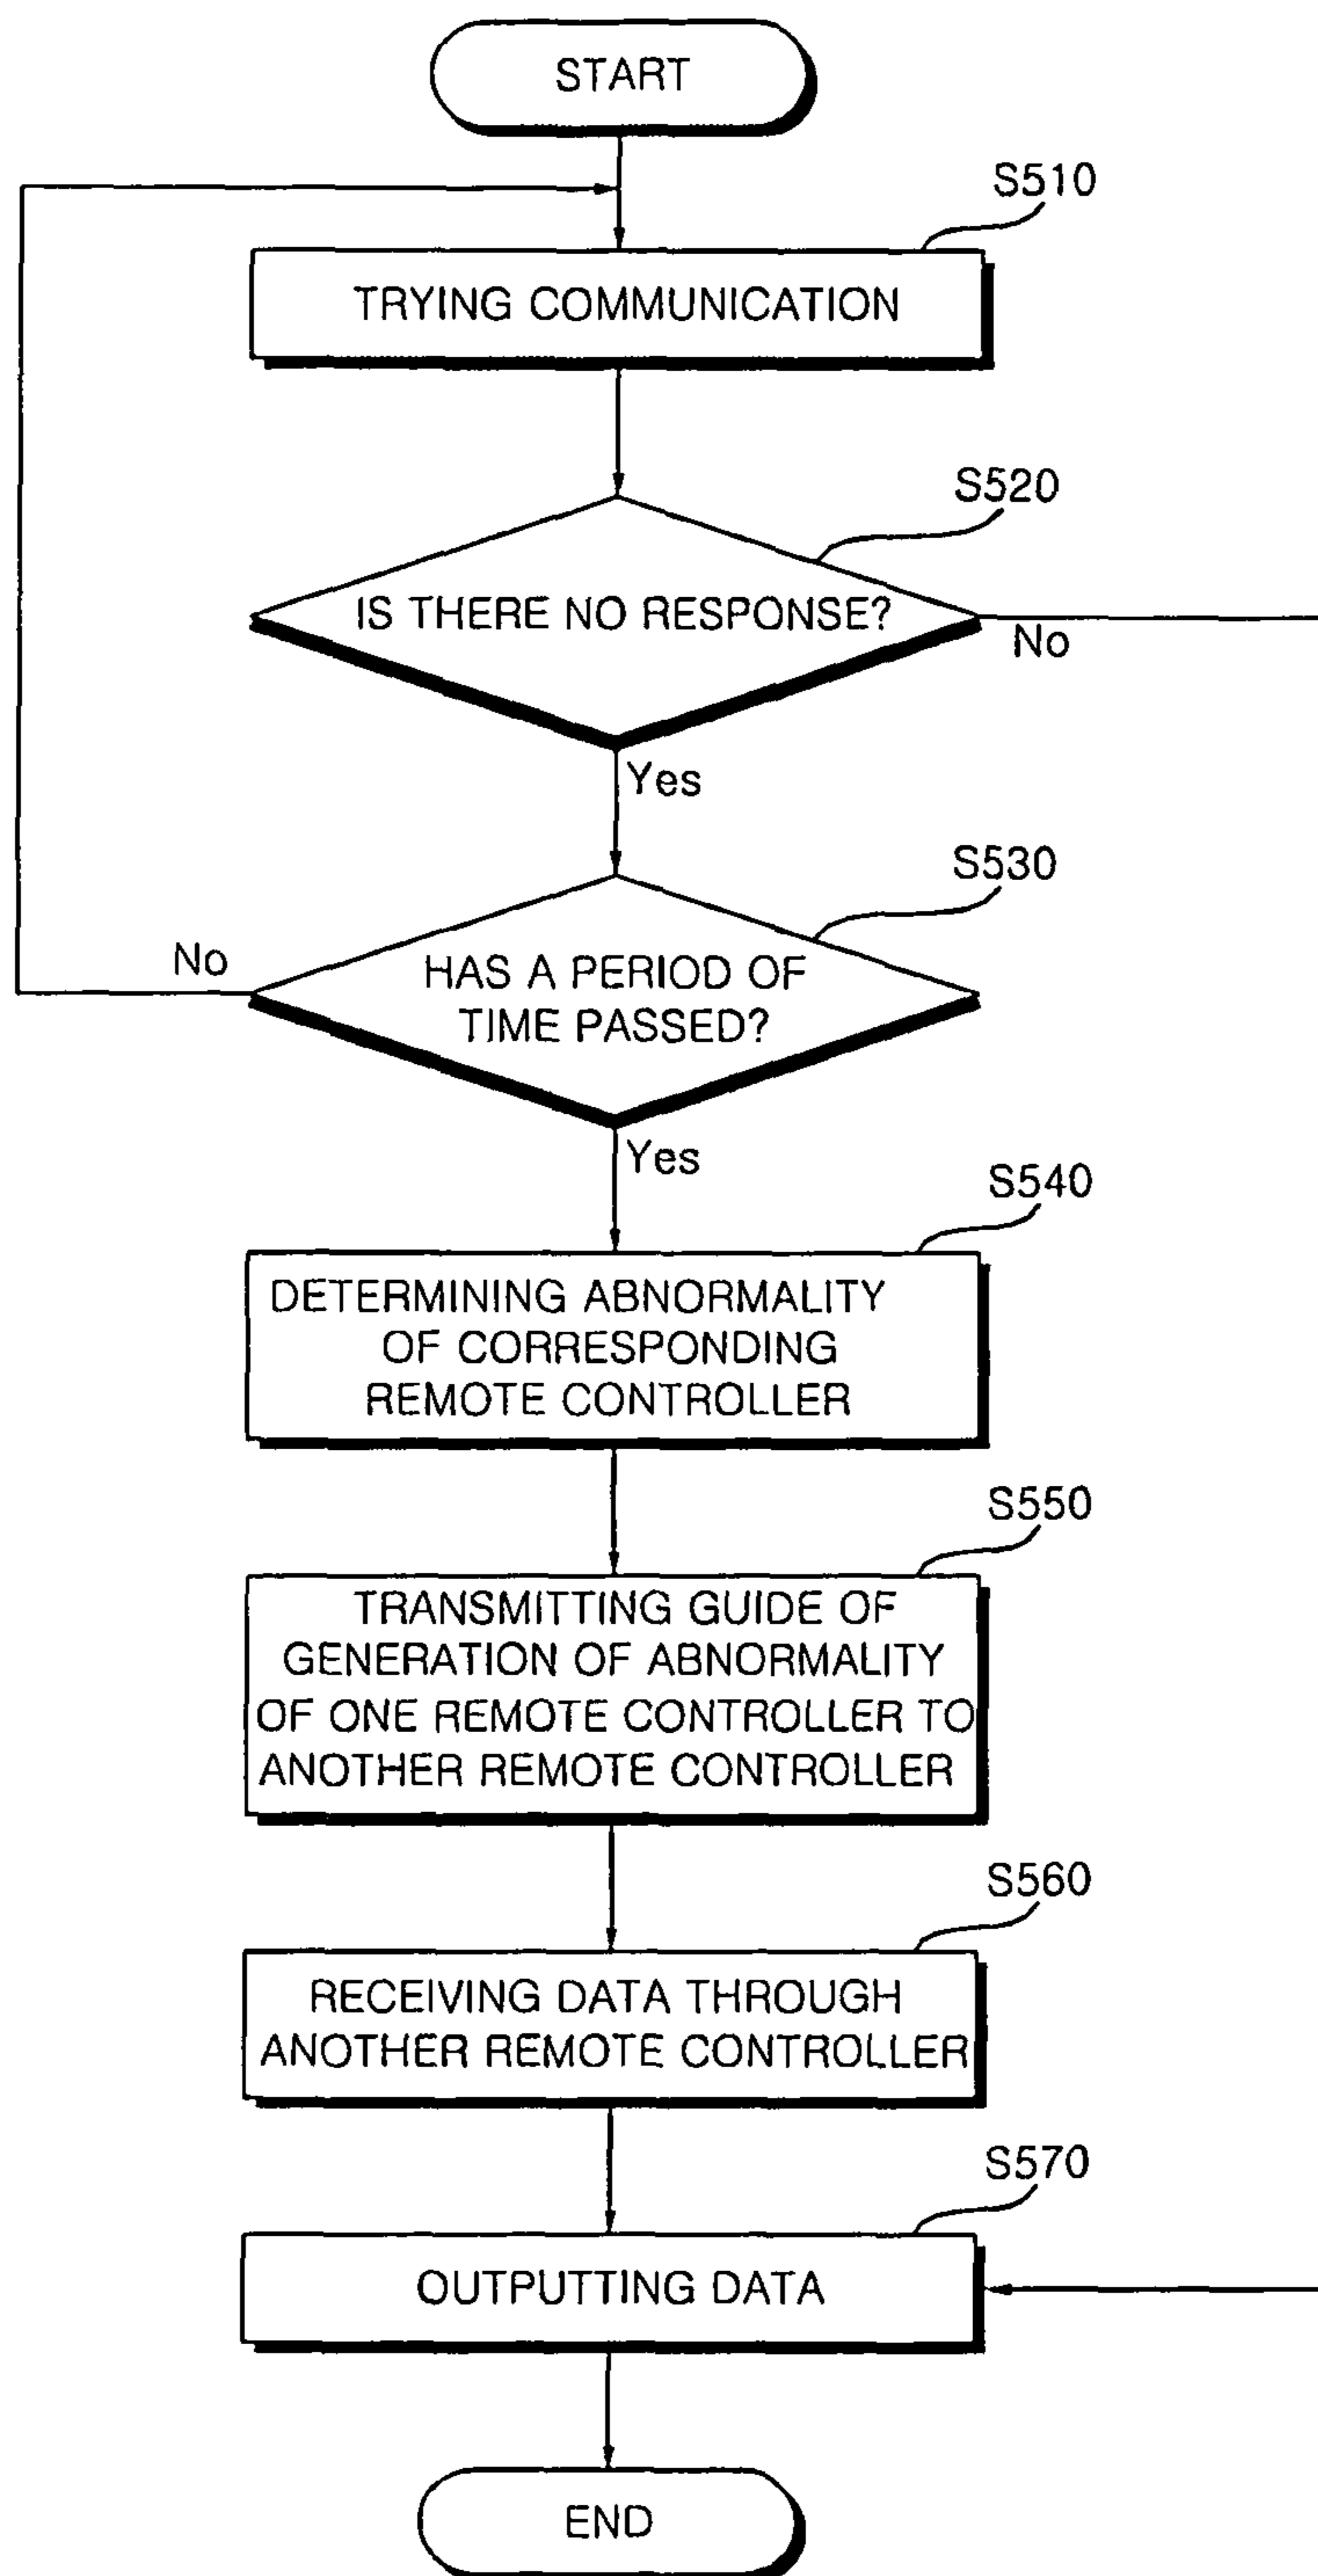 START
S510
TRYING COMMUNICATION
S520
IS THERE NO RESPONSE?
No
Yes
S530
No
HAS A PERIOD OF
TIME PASSED?
Yes
S540
DETERMINING ABNORMALITY
OF CORRESPONDING
REMOTE CONTROLLER
S550
TRANSMITTING GUIDE OF
GENERATION OF ABNORMALITY
OF ONE REMOTE CONTROLLER TO
ANOTHER REMOTE CONTROLLER
S560
RECEIVING DATA THROUGH
ANOTHER REMOTE CONTROLLER
S570
OUTPUTTING DATA
END